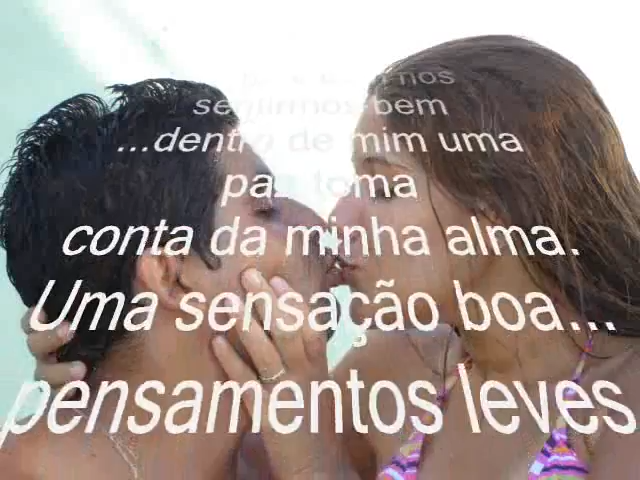 nos
sentirmos bem
...dentro de mim uma
paz toma
conta da minha alma.
Uma sensação boa...
pensamentos leves